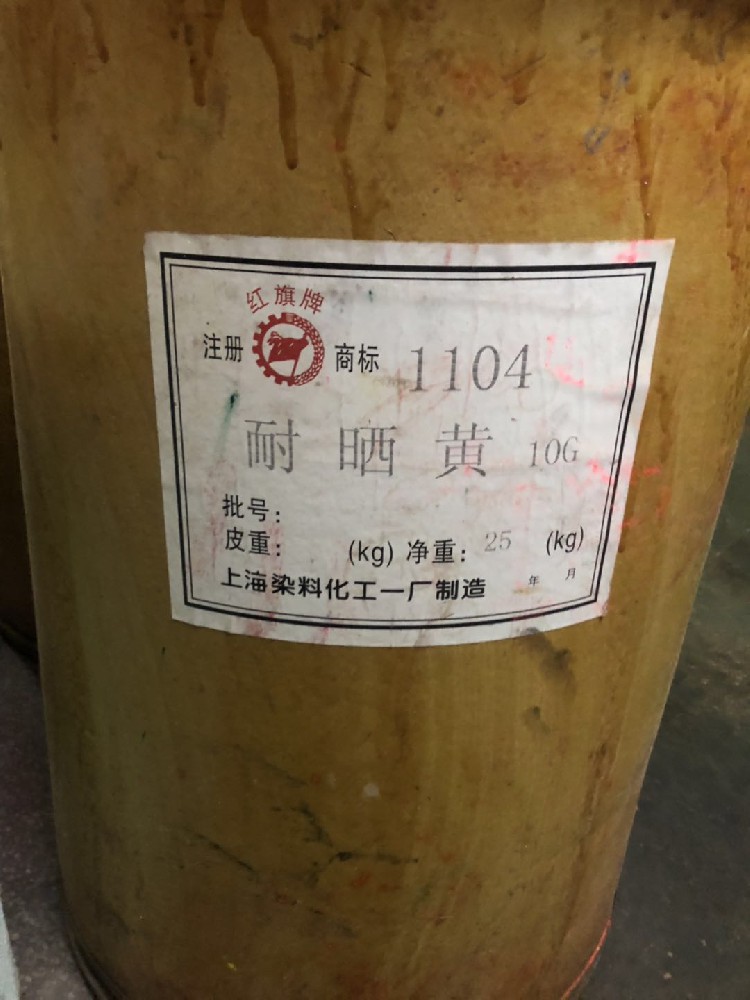 红旗牌
注册 商标 1104
耐晒黄 10G
批号:
皮重: (kg) 净重: 25 (kg)
上海染料化工一厂制造 年 月